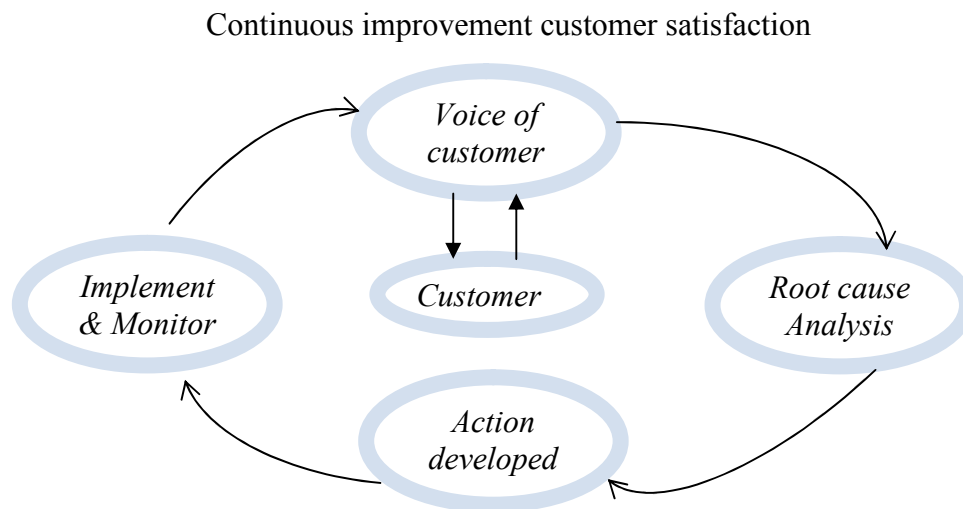 Continuous improvement customer satisfaction
Voice of
customer
Implement
& Monitor
Customer
Root cause
Analysis
Action
developed